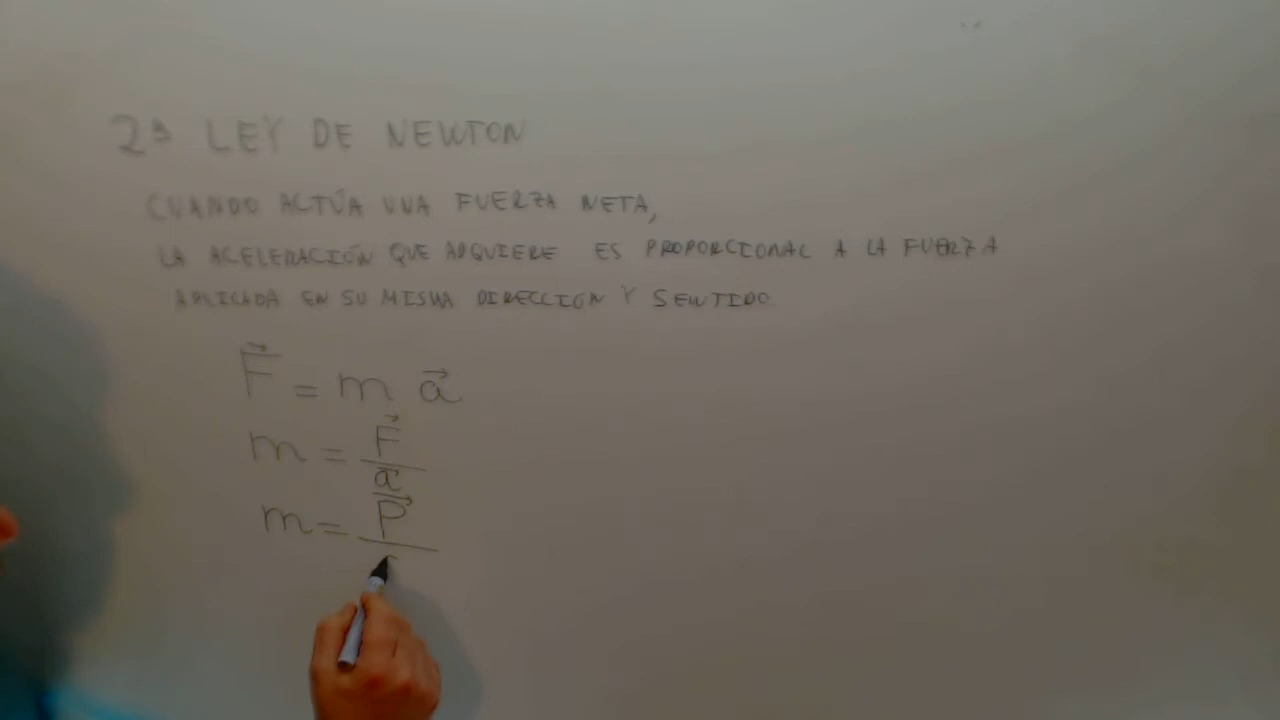 2ª LEY DE NEWTON
CUANDO ACTÚA UNA FUERZA NETA,
LA ACELERACIÓN QUE ADQUIERE ES PROPORCIONAL A LA FUERZA
APLICADA EN SU MISMA DIRECCIÓN Y SENTIDO
F⃗ = m a⃗
m = F⃗ / a⃗
m = P⃗ /